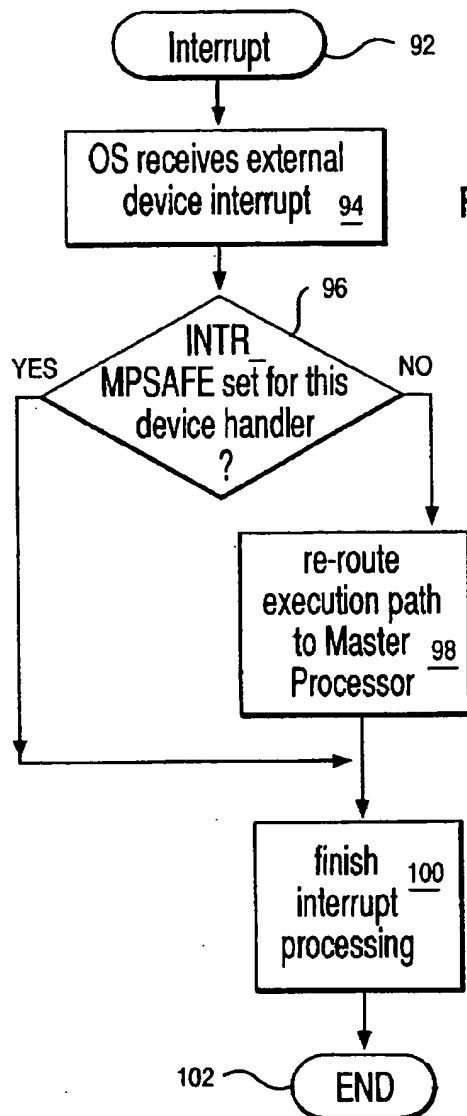 Interrupt
92
OS receives external
device interrupt 94
96
INTR_
MPSAFE set for this
device handler
?
YES
NO
re-route
execution path
to Master
Processor 98
finish 100
interrupt
processing
102
END